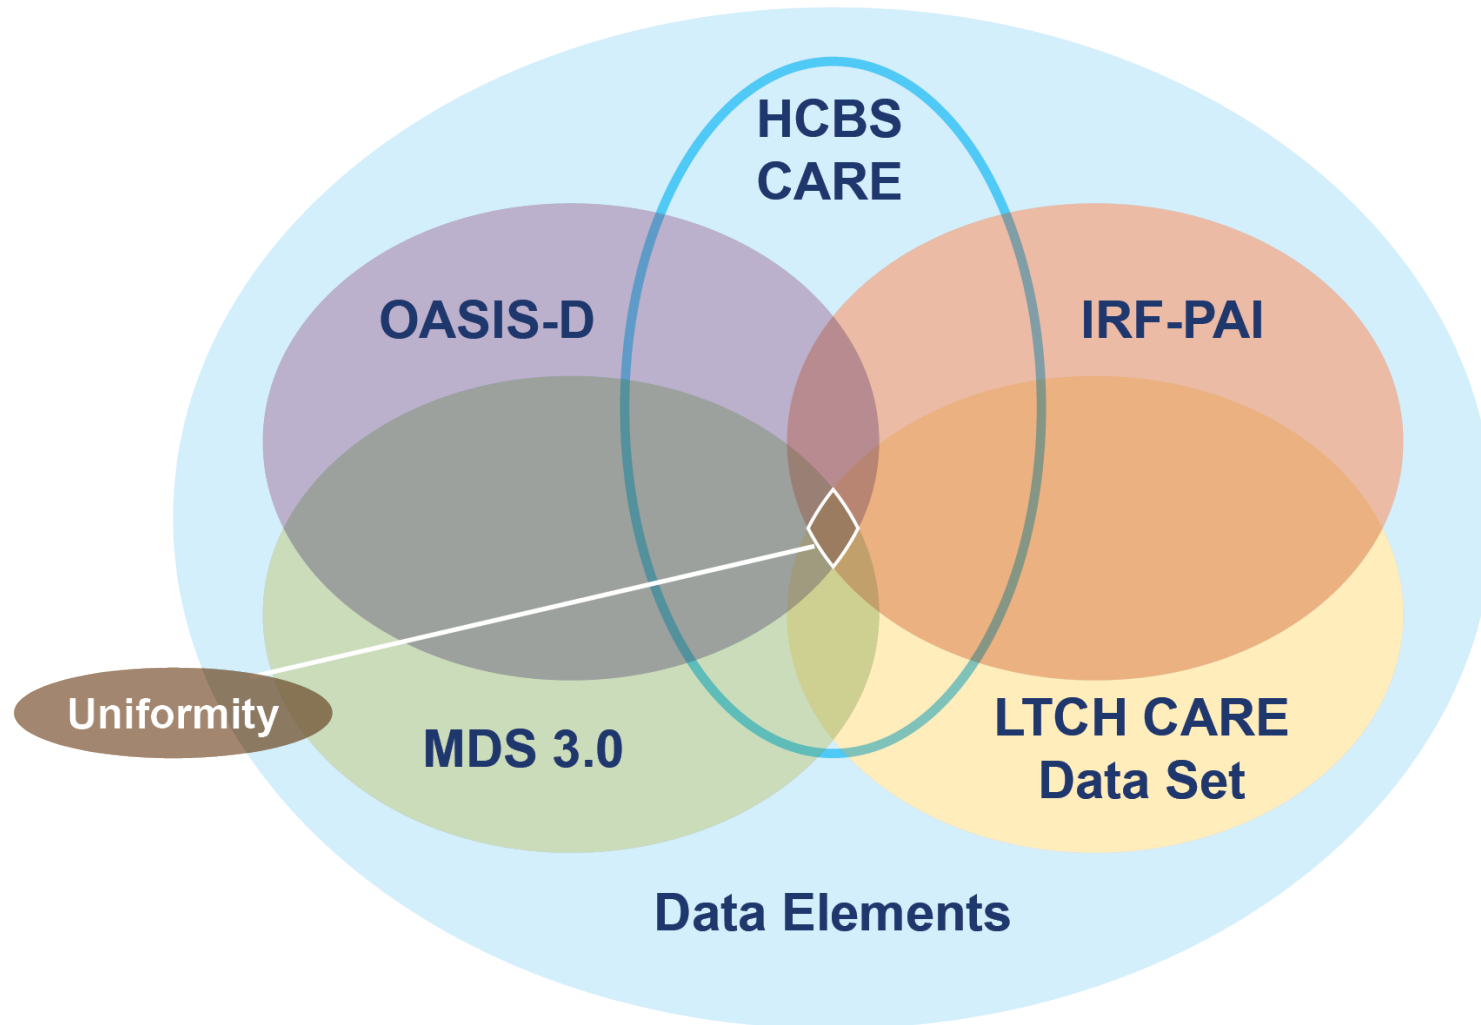 HCBS
CARE
OASIS-D
IRF-PAI
Uniformity
MDS 3.0
LTCH CARE
Data Set
Data Elements